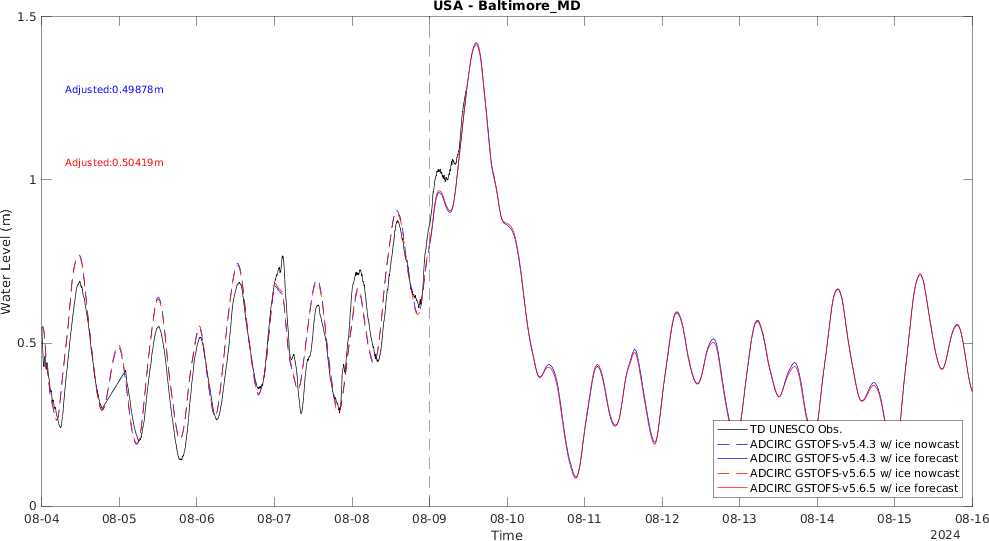 USA - Baltimore_MD
1.5
Adjusted:0.49878m
Adjusted:0.50419m
1
Water Level (m)
0.5
TD UNESCO Obs.
ADCIRC GSTOFS-v5.4.3 w/ ice nowcast
ADCIRC GSTOFS-v5.4.3 w/ ice forecast
ADCIRC GSTOFS-v5.6.5 w/ ice nowcast
ADCIRC GSTOFS-v5.6.5 w/ ice forecast
0
08-04 08-05 08-06 08-07 08-08 08-09 08-10 08-11 08-12 08-13 08-14 08-15 08-16
Time
2024